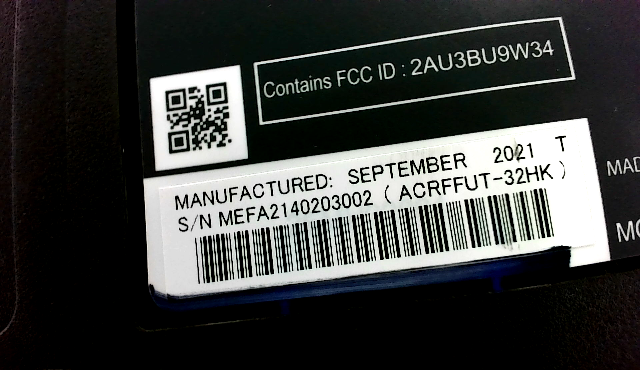 Contains FCC ID : 2AU3BU9W34
MANUFACTURED: SEPTEMBER 2021 T
S/N MEFA2140203002 ( ACRFFUT-32HK )